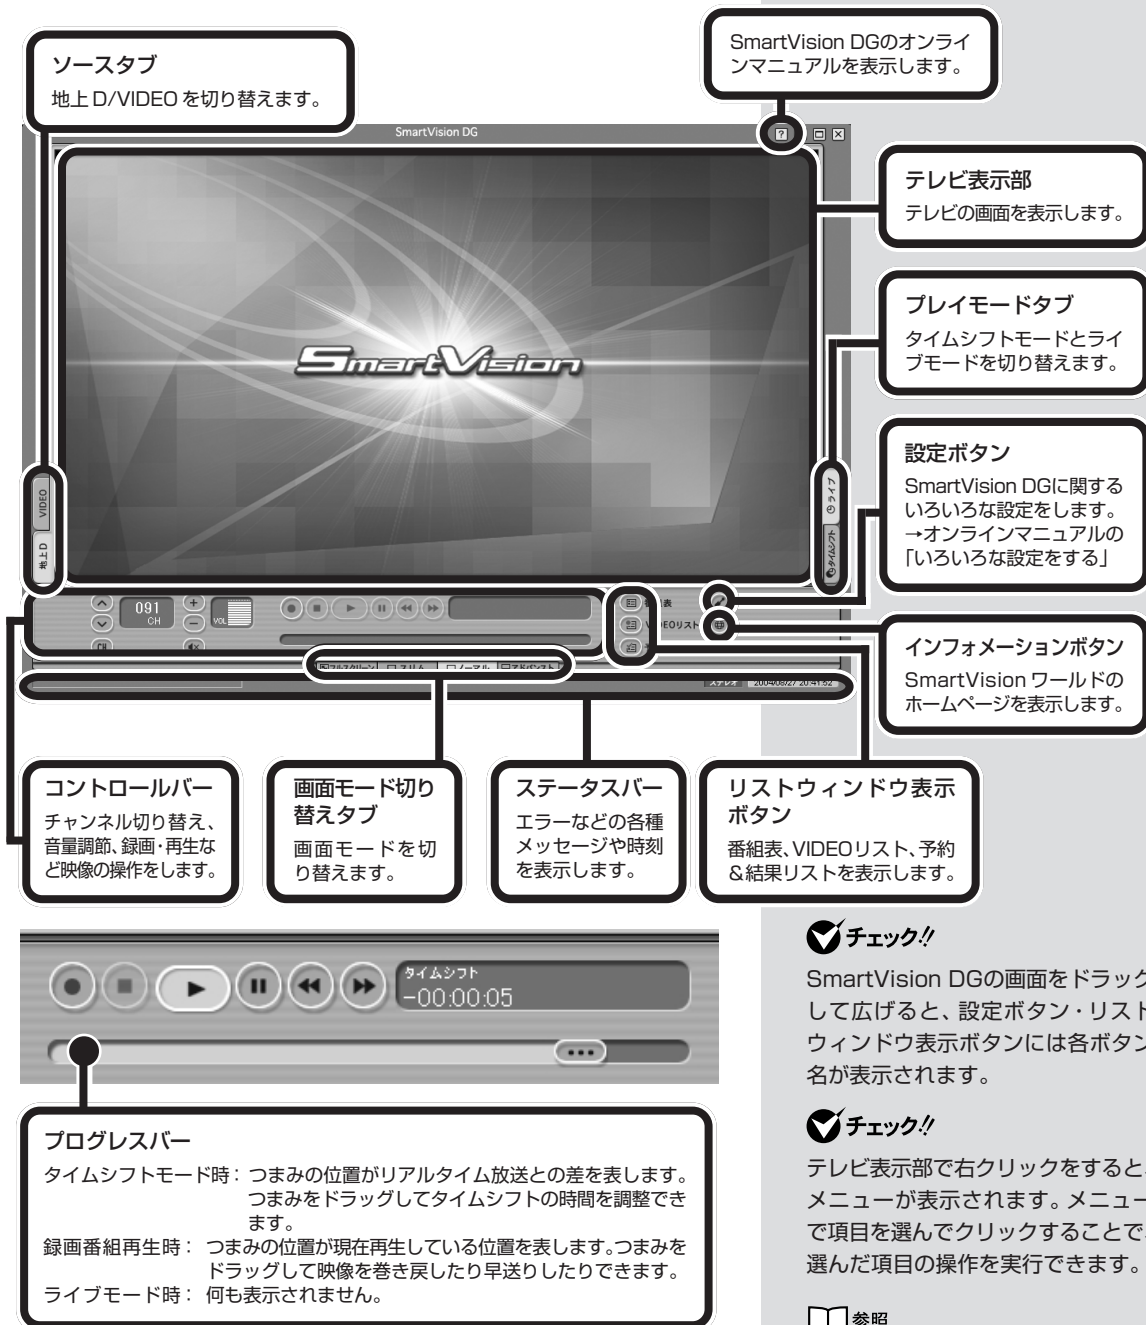 ソースタブ
地上D/VIDEOを切り替えます。
SmartVision DGのオンライ
ンマニュアルを表示します。
SmartVision DG
?
テレビ表示部
テレビの画面を表示します。
プレイモードタブ
タイムシフトモードとライ
ブモードを切り替えます。
SmartVision
設定ボタン
SmartVision DGに関する
いろいろな設定をします。
→オンラインマニュアルの
「いろいろな設定をする」
VIDEO
地上D
ライブ
タイムシフト
091
CH
VOL
CH
フルスクリーン
スリム
ノーマル
アドバンスト
ステレオ
2004/08/27 20:41:52
インフォメーションボタン
SmartVisionワールドの
ホームページを表示します。
コントロールバー
チャンネル切り替え、
音量調節、録画・再生な
ど映像の操作をします。
画面モード切り
替えタブ
画面モードを切
り替えます。
ステータスバー
エラーなどの各種
メッセージや時刻
を表示します。
リストウィンドウ表示
ボタン
番組表、VIDEOリスト、予約
&結果リストを表示します。
タイムシフト
-00:00:05
プログレスバー
タイムシフトモード時：つまみの位置がリアルタイム放送との差を表します。
つまみをドラッグしてタイムシフトの時間を調整でき
ます。
録画番組再生時：つまみの位置が現在再生している位置を表します。つまみを
ドラッグして映像を巻き戻したり早送りしたりできます。
ライブモード時：何も表示されません。
チェック!!
SmartVision DGの画面をドラッグ
して広げると、設定ボタン・リスト
ウィンドウ表示ボタンには各ボタン
名が表示されます。
チェック!!
テレビ表示部で右クリックをすると、
メニューが表示されます。メニュー
で項目を選んでクリックすることで、
選んだ項目の操作を実行できます。
参照